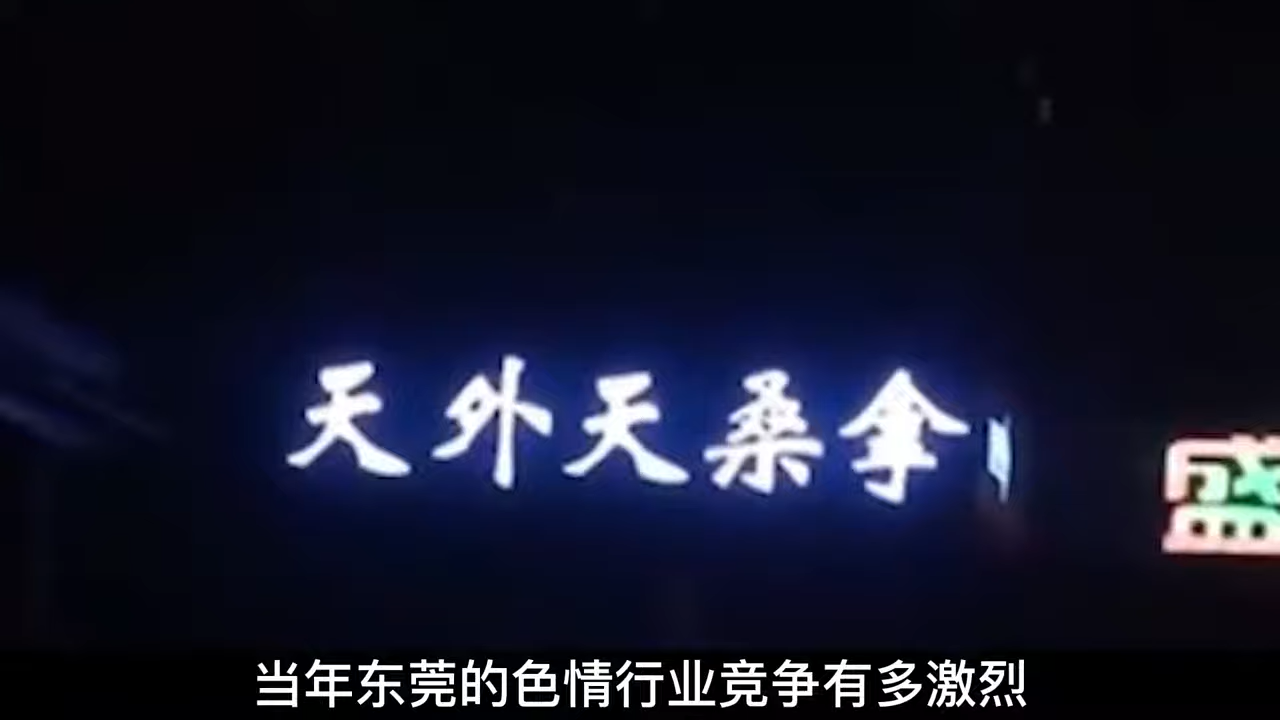 天外天桑拿
盛
当年东莞的色情行业竞争有多激烈